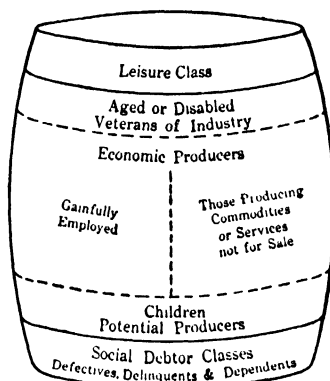 Leisure Class
Aged or Disabled
Veterans of Industry
Economic Producers
Gainfully
Employed
Those Producing
Commodities
or Services
not for Sale
Children
Potential Producers
Social Debtor Classes
Defectives, Delinquents & Dependents